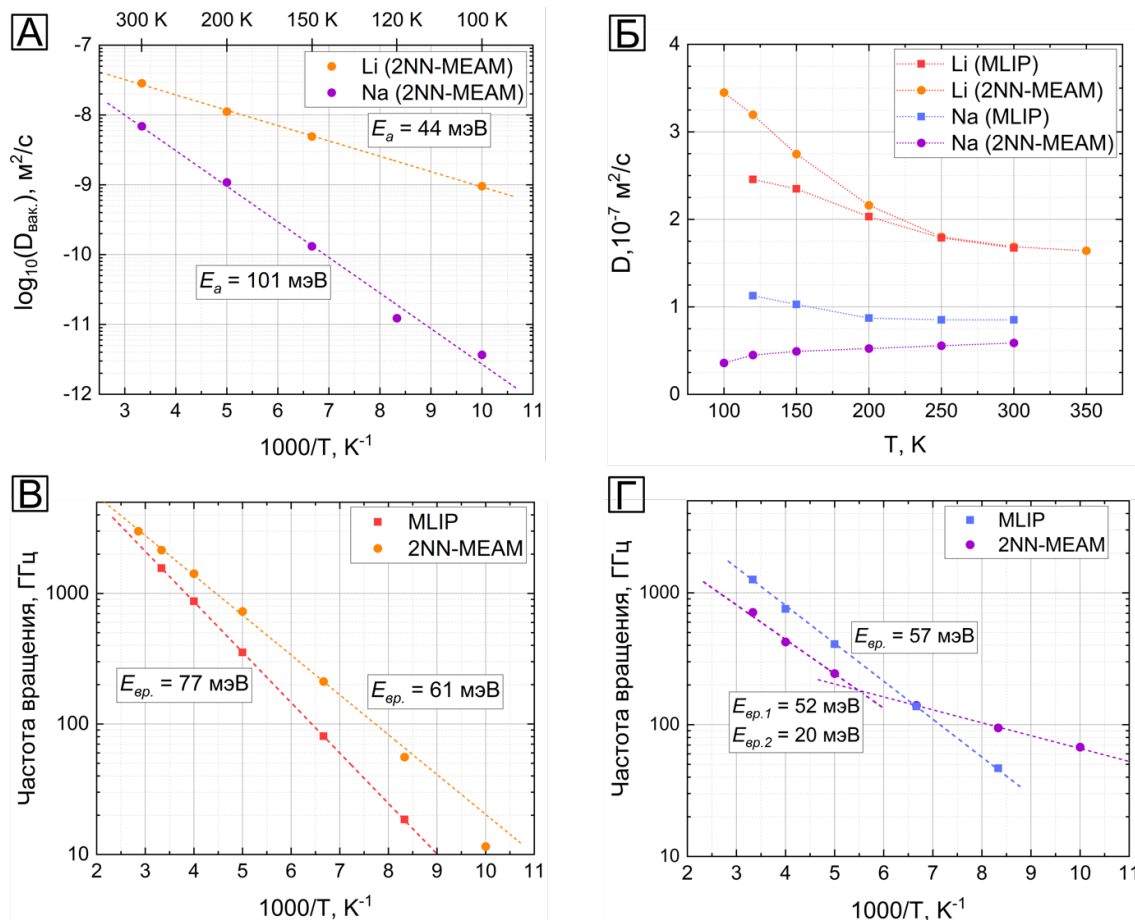 А
300 K 200 K 150 K 120 K 100 K
-7
-8
-9
-10
-11
-12
log₁₀(Dвак.), м²/с
Li (2NN-MEAM)
Na (2NN-MEAM)
Eₐ = 44 мэВ
Eₐ = 101 мэВ
3 4 5 6 7 8 9 10 11
1000/T, K⁻¹
Б
4
3
2
1
0
D,10⁻⁷ м²/с
Li (MLIP)
Li (2NN-MEAM)
Na (MLIP)
Na (2NN-MEAM)
100 150 200 250 300 350
T, K
В
1000
100
10
Частота вращения, ГГц
MLIP
2NN-MEAM
Eвр. = 77 мэВ
Eвр. = 61 мэВ
2 3 4 5 6 7 8 9 10 11
1000/T, K⁻¹
Г
1000
100
10
Частота вращения, ГГц
MLIP
2NN-MEAM
Eвр. = 57 мэВ
Eвр.1 = 52 мэВ
Eвр.2 = 20 мэВ
2 3 4 5 6 7 8 9 10 11
1000/T, K⁻¹